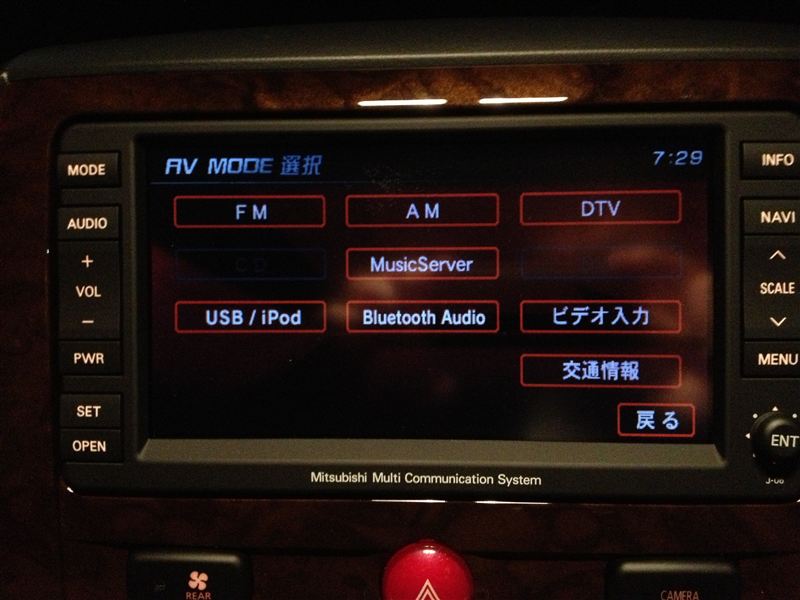 AV MODE 選択 7:29
MODE
INFO
FM AM DTV
AUDIO
NAVI
CD MusicServer
+
VOL
SCALE
USB / iPod Bluetooth Audio ビデオ入力
−
PWR
MENU
交通情報
SET
戻る
OPEN
ENT
Mitsubishi Multi Communication System
J-06
REAR
CAMERA